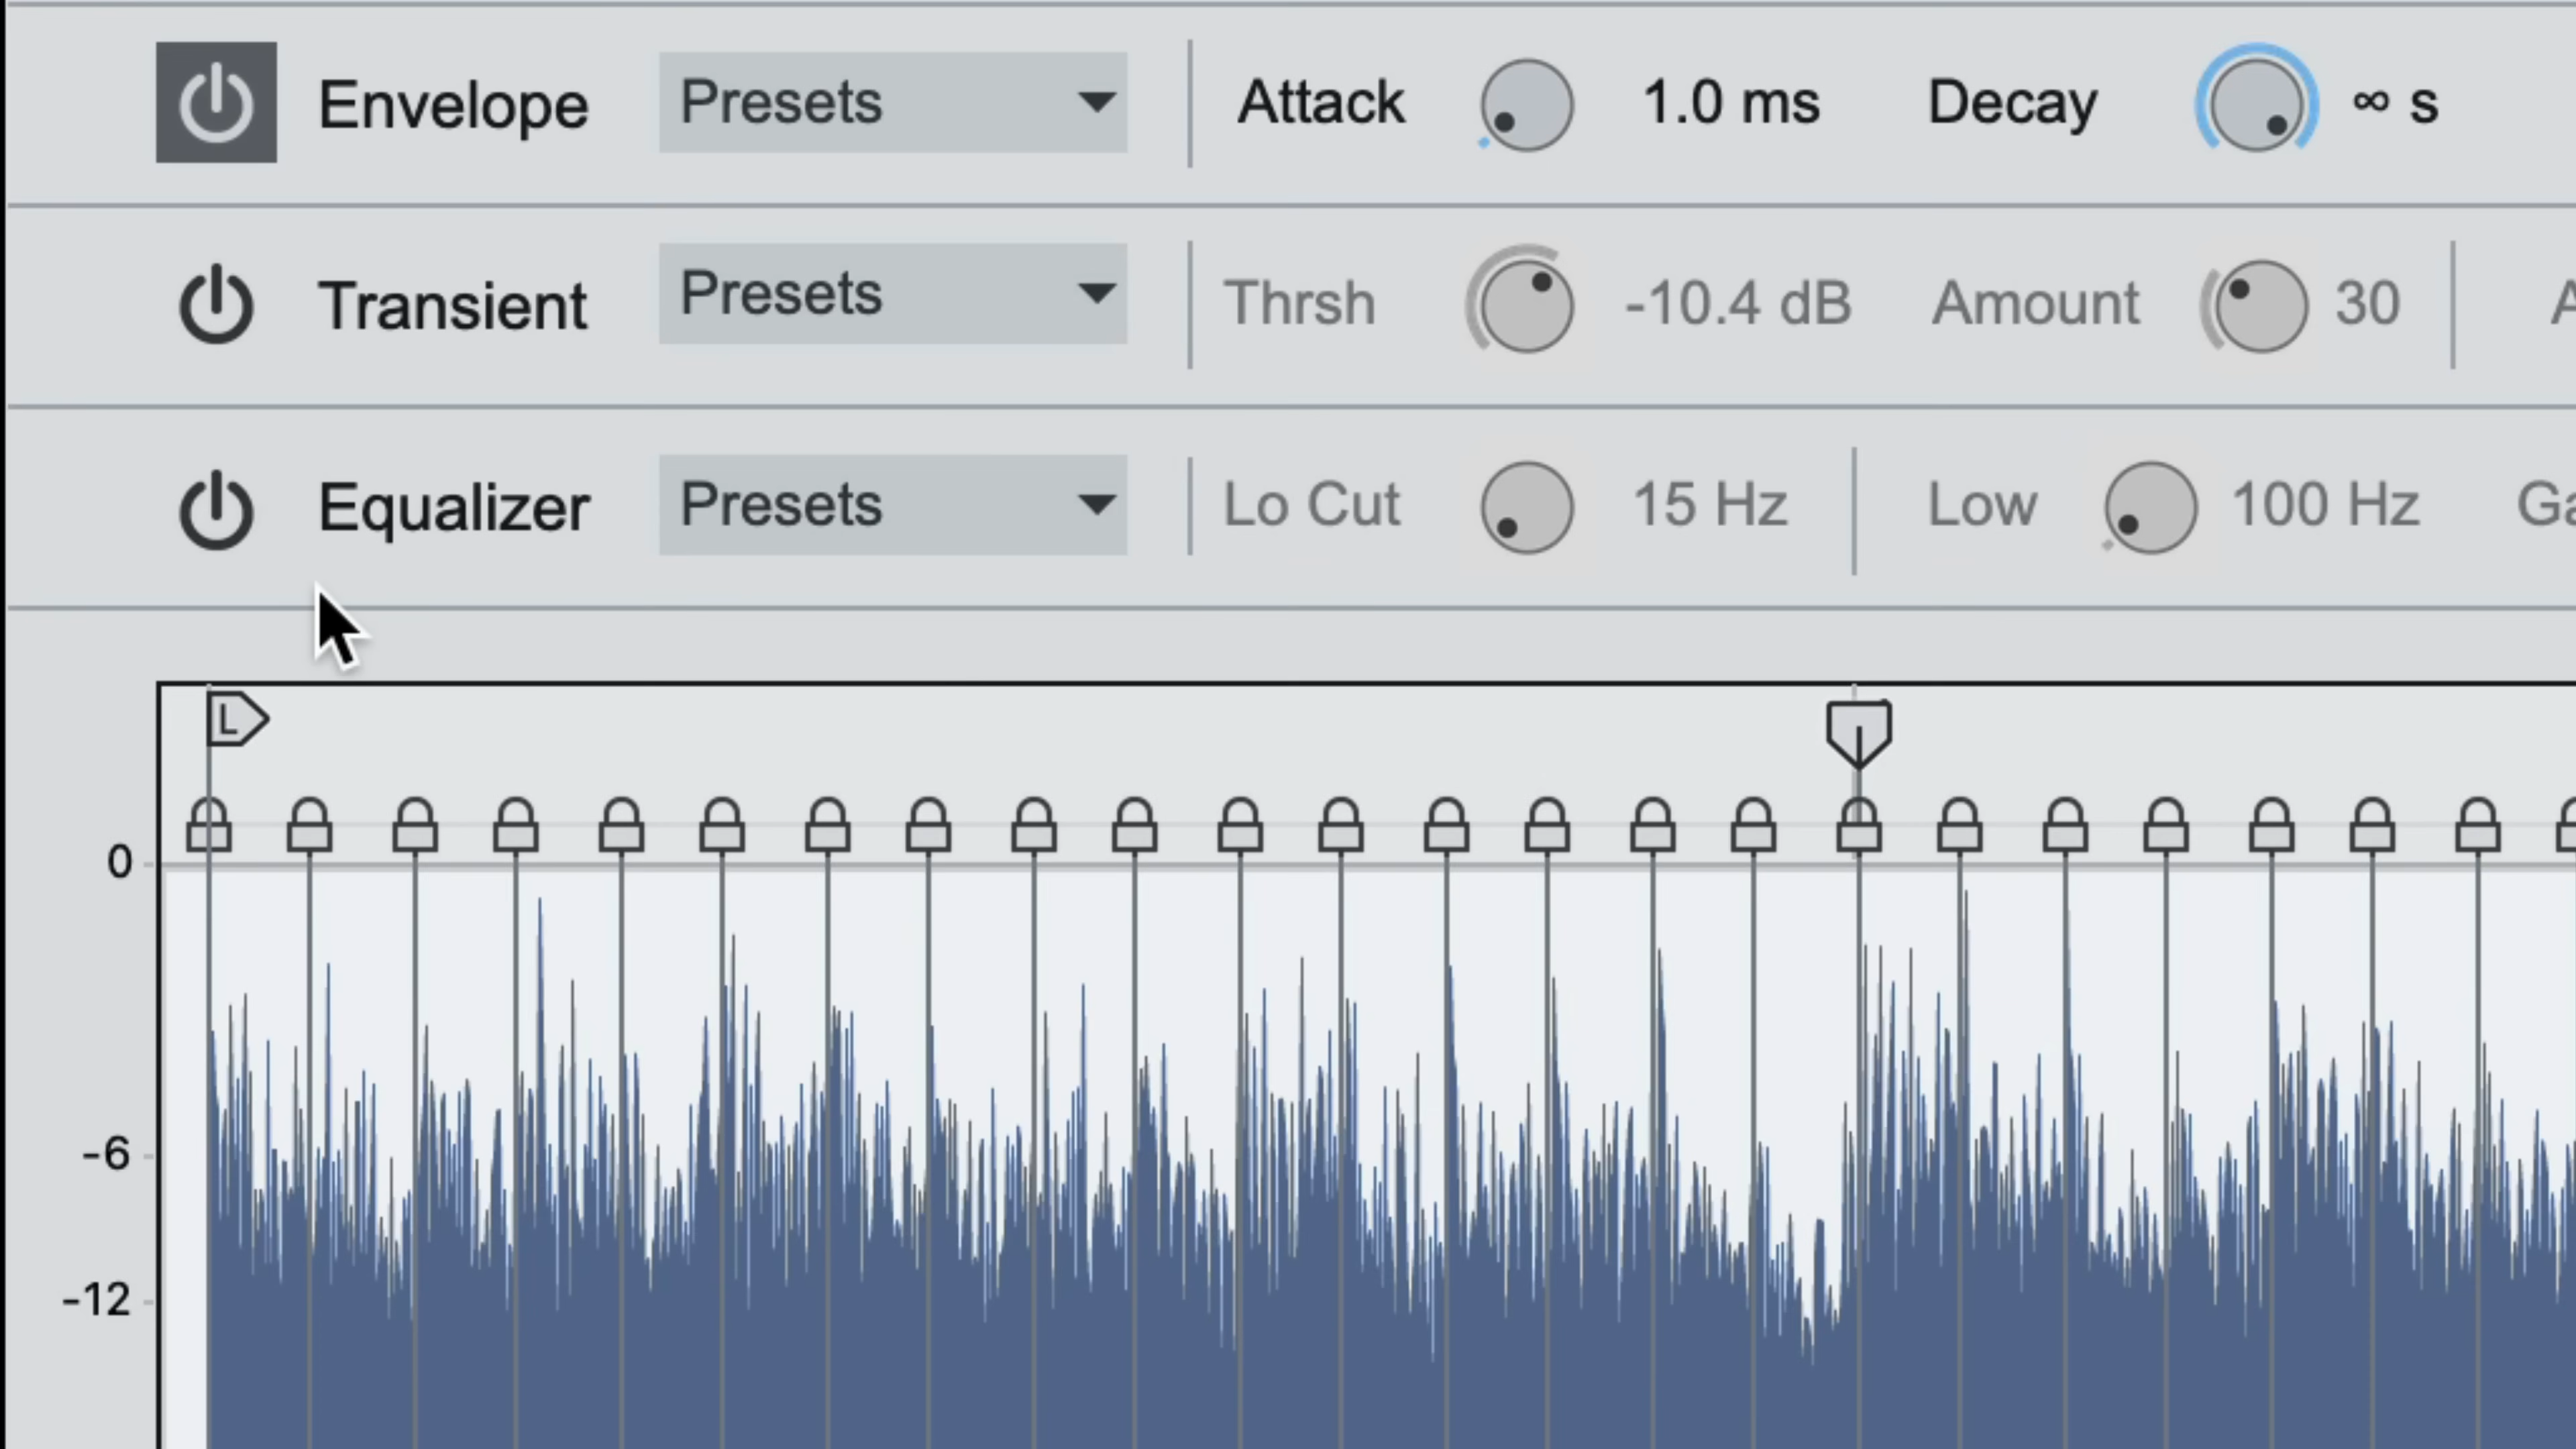 Envelope Presets Attack 1.0 ms Decay ∞ s
Transient Presets Thrsh -10.4 dB Amount 30
Equalizer Presets Lo Cut 15 Hz Low 100 Hz
L
0
-6
-12